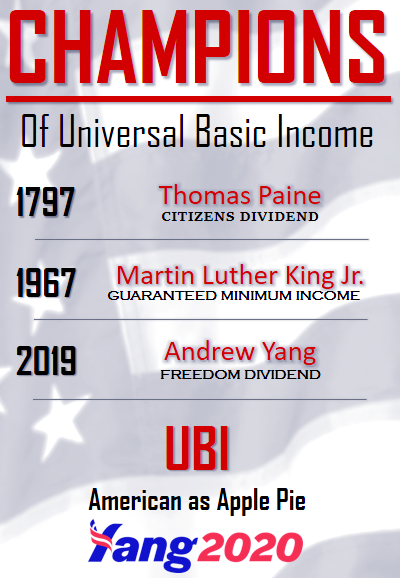 CHAMPIONS
Of Universal Basic Income
1797
Thomas Paine
CITIZENS DIVIDEND
1967
Martin Luther King Jr.
GUARANTEED MINIMUM INCOME
2019
Andrew Yang
FREEDOM DIVIDEND
UBI
American as Apple Pie
Yang2020